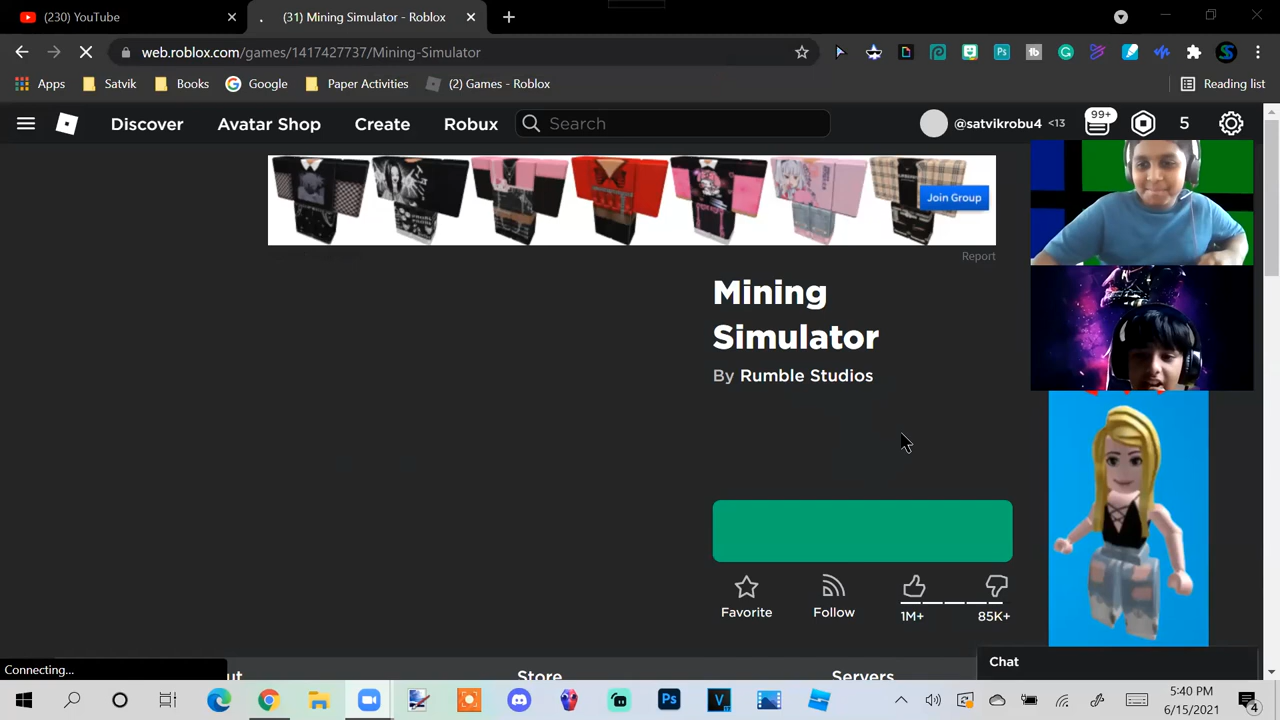 (230) YouTube
(31) Mining Simulator - Roblox
web.roblox.com/games/1417427737/Mining-Simulator
Apps Satvik Books Google Paper Activities (2) Games - Roblox Reading list
Discover Avatar Shop Create Robux Search @satvikrobu4 <13 99+ 5
Join Group
Report
Mining
Simulator
By Rumble Studios
Favorite Follow 1M+ 85K+
Connecting...
ut Store Servers
Chat
5:40 PM
6/15/2021
4